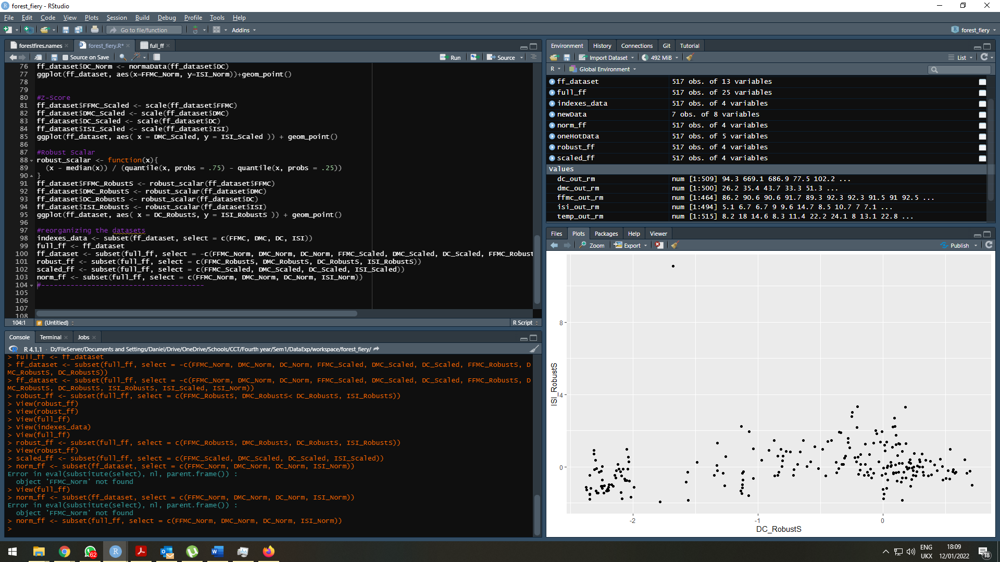 forest_fiery - RStudio
File Edit Code View Plots Session Build Debug Profile Tools Help
Go to file/function Addins forest_fiery
forestfires.names forest_fiery.R* full_ff
Source on Save Run Source
76 ff_dataset$DC_Norm <- normaData(ff_dataset$DC)
77 ggplot(ff_dataset, aes(x=FFMC_Norm, y=ISI_Norm))+geom_point()
78
79
80 #Z-Score
81 ff_dataset$FFMC_Scaled <- scale(ff_dataset$FFMC)
82 ff_dataset$DMC_Scaled <- scale(ff_dataset$DMC)
83 ff_dataset$DC_Scaled <- scale(ff_dataset$DC)
84 ff_dataset$ISI_Scaled <- scale(ff_dataset$ISI)
85 ggplot(ff_dataset, aes( x = DMC_Scaled, y = ISI_Scaled )) + geom_point()
86
87 #Robust Scalar
88 robust_scalar <- function(x){
89 (x - median(x)) / (quantile(x, probs = .75) - quantile(x, probs = .25))
90 }
91 ff_dataset$FFMC_RobustS <- robust_scalar(ff_dataset$FFMC)
92 ff_dataset$DMC_RobustS <- robust_scalar(ff_dataset$DMC)
93 ff_dataset$DC_RobustS <- robust_scalar(ff_dataset$DC)
94 ff_dataset$ISI_RobustS <- robust_scalar(ff_dataset$ISI)
95 ggplot(ff_dataset, aes( x = DC_RobustS, y = ISI_RobustS )) + geom_point()
96
97 #reorganizing the datasets
98 indexes_data <- subset(ff_dataset, select = c(FFMC, DMC, DC, ISI))
99 full_ff <- ff_dataset
100 ff_dataset <- subset(full_ff, select = -c(FFMC_Norm, DMC_Norm, DC_Norm, FFMC_Scaled, DMC_Scaled, DC_Scaled, FFMC_Robust
101 robust_ff <- subset(full_ff, select = c(FFMC_RobustS, DMC_RobustS, DC_RobustS, ISI_RobustS))
102 scaled_ff <- subset(full_ff, select = c(FFMC_Scaled, DMC_Scaled, DC_Scaled, ISI_Scaled))
103 norm_ff <- subset(full_ff, select = c(FFMC_Norm, DMC_Norm, DC_Norm, ISI_Norm))
104 #---------------------------------------
105
106
107
108
104:1 # (Untitled) R Script
Console Terminal Jobs
R 4.1.1 · D:/FileServer/Documents and Settings/Daniel/Drive/OneDrive/Schools/CCT/Fourth year/Sem1/DataExp/workspace/forest_fiery/
> full_ff <- ff_dataset
> ff_dataset <- subset(full_ff, select = -c(FFMC_Norm, DMC_Norm, DC_Norm, FFMC_Scaled, DMC_Scaled, DC_Scaled, FFMC_RobustS, D
MC_RobustS, DC_RobustS))
> ff_dataset <- subset(full_ff, select = -c(FFMC_Norm, DMC_Norm, DC_Norm, FFMC_Scaled, DMC_Scaled, DC_Scaled, FFMC_RobustS, D
MC_RobustS, DC_RobustS, ISI_RobustS, ISI_Scaled, ISI_Norm))
> robust_ff <- subset(full_ff, select = c(FFMC_RobustS, DMC_RobustS< DC_RobustS, ISI_RobustS))
> View(robust_ff)
> View(robust_ff)
> View(full_ff)
> View(indexes_data)
> View(full_ff)
> robust_ff <- subset(full_ff, select = c(FFMC_RobustS, DMC_RobustS, DC_RobustS, ISI_RobustS))
> View(robust_ff)
> scaled_ff <- subset(full_ff, select = c(FFMC_Scaled, DMC_Scaled, DC_Scaled, ISI_Scaled))
> norm_ff <- subset(ff_dataset, select = c(FFMC_Norm, DMC_Norm, DC_Norm, ISI_Norm))
Error in eval(substitute(select), nl, parent.frame()) :
object 'FFMC_Norm' not found
> View(full_ff)
> norm_ff <- subset(ff_dataset, select = c(FFMC_Norm, DMC_Norm, DC_Norm, ISI_Norm))
Error in eval(substitute(select), nl, parent.frame()) :
object 'FFMC_Norm' not found
> norm_ff <- subset(full_ff, select = c(FFMC_Norm, DMC_Norm, DC_Norm, ISI_Norm))
>
Environment History Connections Git Tutorial
Import Dataset 492 MiB List
R Global Environment
ff_dataset 517 obs. of 13 variables
full_ff 517 obs. of 25 variables
indexes_data 517 obs. of 4 variables
newData 7 obs. of 8 variables
norm_ff 517 obs. of 4 variables
oneHotData 517 obs. of 5 variables
robust_ff 517 obs. of 4 variables
scaled_ff 517 obs. of 4 variables
Values
dc_out_rm num [1:509] 94.3 669.1 686.9 77.5 102.2 ...
dmc_out_rm num [1:500] 26.2 35.4 43.7 33.3 51.3 ...
ffmc_out_rm num [1:464] 86.2 90.6 90.6 91.7 89.3 92.3 92.3 91.5 91 92.5 ...
isi_out_rm num [1:494] 5.1 6.7 6.7 9 9.6 14.7 8.5 10.7 7 7.1 ...
temp_out_rm num [1:515] 8.2 18 14.6 8.3 11.4 22.2 24.1 8 13.1 22.8 ...
Files Plots Packages Help Viewer
Zoom Export Publish
8
4
0
ISI_RobustS
-2 -1 0
DC_RobustS
62
ENG
UKX
18:09
12/01/2022
18